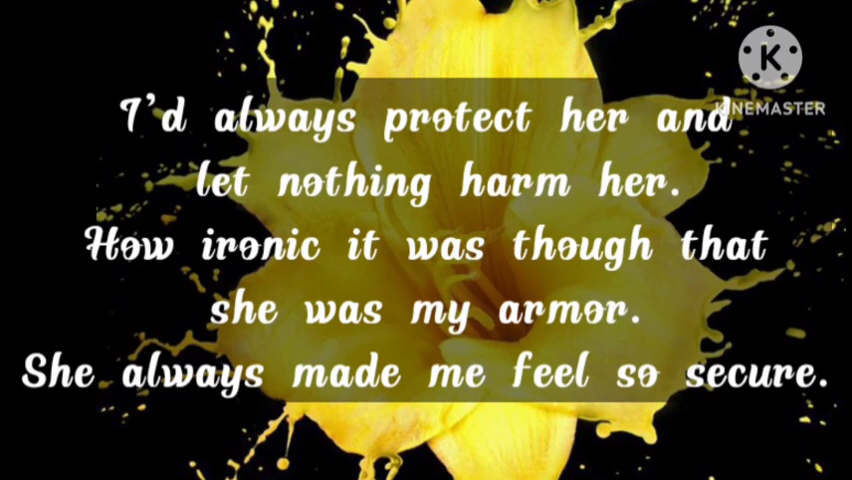 K
KINEMASTER
I'd always protect her and
let nothing harm her.
How ironic it was though that
she was my armor.
She always made me feel so secure.